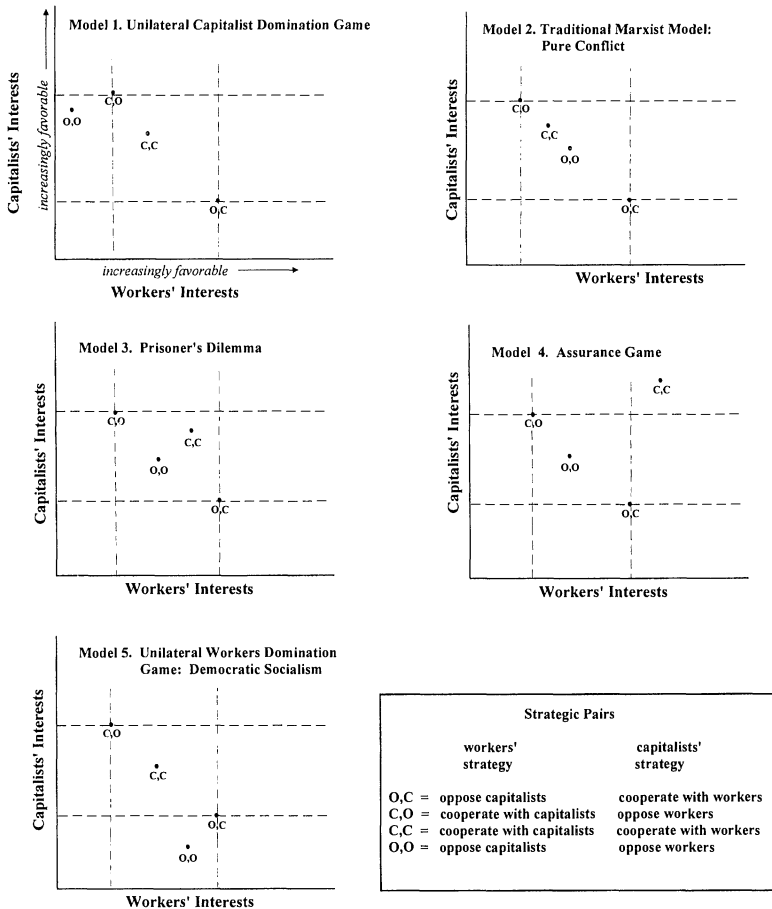 Model 1. Unilateral Capitalist Domination Game
Capitalists' Interests
increasingly favorable
C,O
O,O
C,C
O,C
increasingly favorable
Workers' Interests
Model 2. Traditional Marxist Model:
Pure Conflict
Capitalists' Interests
C,O
C,C
O,O
O,C
Workers' Interests
Model 3. Prisoner's Dilemma
Capitalists' Interests
C,O
C,C
O,O
O,C
Workers' Interests
Model 4. Assurance Game
Capitalists' Interests
C,C
C,O
O,O
O,C
Workers' Interests
Model 5. Unilateral Workers Domination
Game: Democratic Socialism
Capitalists' Interests
C,O
C,C
O,C
O,O
Workers' Interests
Strategic Pairs
workers' capitalists'
strategy strategy
O,C = oppose capitalists cooperate with workers
C,O = cooperate with capitalists oppose workers
C,C = cooperate with capitalists cooperate with workers
O,O = oppose capitalists oppose workers